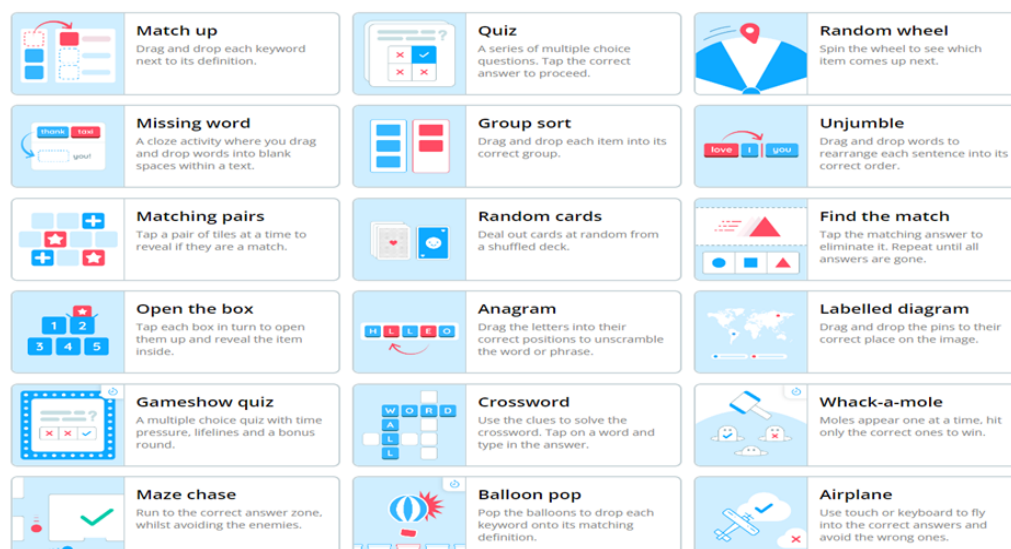 Match up
Drag and drop each keyword
next to its definition.
Quiz
?
A series of multiple choice
questions. Tap the correct
answer to proceed.
Random wheel
Spin the wheel to see which
item comes up next.
thank taxi
you!
Missing word
A cloze activity where you drag
and drop words into blank
spaces within a text.
Group sort
Drag and drop each item into its
correct group.
love I you
Unjumble
Drag and drop words to
rearrange each sentence into its
correct order.
Matching pairs
Tap a pair of tiles at a time to
reveal if they are a match.
Random cards
Deal out cards at random from
a shuffled deck.
Find the match
Tap the matching answer to
eliminate it. Repeat until all
answers are gone.
1 2
3 4 5
Open the box
Tap each box in turn to open
them up and reveal the item
inside.
H L L E O
Anagram
Drag the letters into their
correct positions to unscramble
the word or phrase.
Labelled diagram
Drag and drop the pins to their
correct place on the image.
?
Gameshow quiz
A multiple choice quiz with time
pressure, lifelines and a bonus
round.
W O R D
A
L
L
Crossword
Use the clues to solve the
crossword. Tap on a word and
type in the answer.
Whack-a-mole
Moles appear one at a time, hit
only the correct ones to win.
Maze chase
Run to the correct answer zone,
whilst avoiding the enemies.
Balloon pop
Pop the balloons to drop each
keyword onto its matching
definition.
Airplane
Use touch or keyboard to fly
into the correct answers and
avoid the wrong ones.